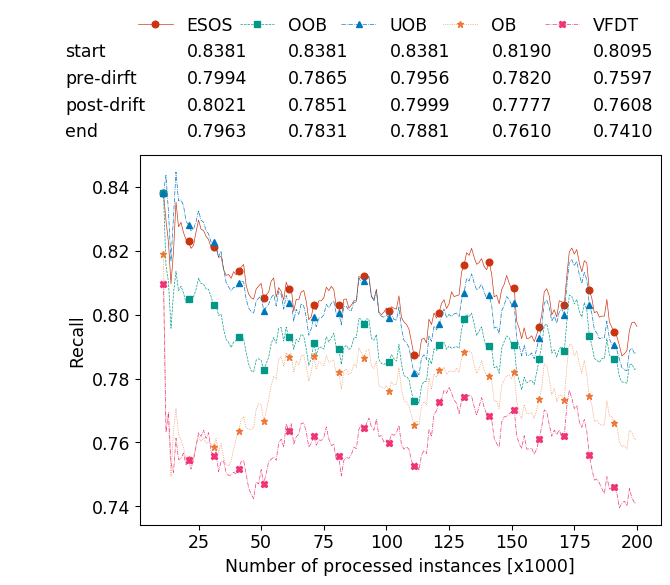 ESOS OOB UOB OB VFDT
start 0.8381 0.8381 0.8381 0.8190 0.8095
pre-dirft 0.7994 0.7865 0.7956 0.7820 0.7597
post-drift 0.8021 0.7851 0.7999 0.7777 0.7608
end 0.7963 0.7831 0.7881 0.7610 0.7410
0.84
0.82
0.80
0.78
0.76
0.74
Recall
25 50 75 100 125 150 175 200
Number of processed instances [x1000]